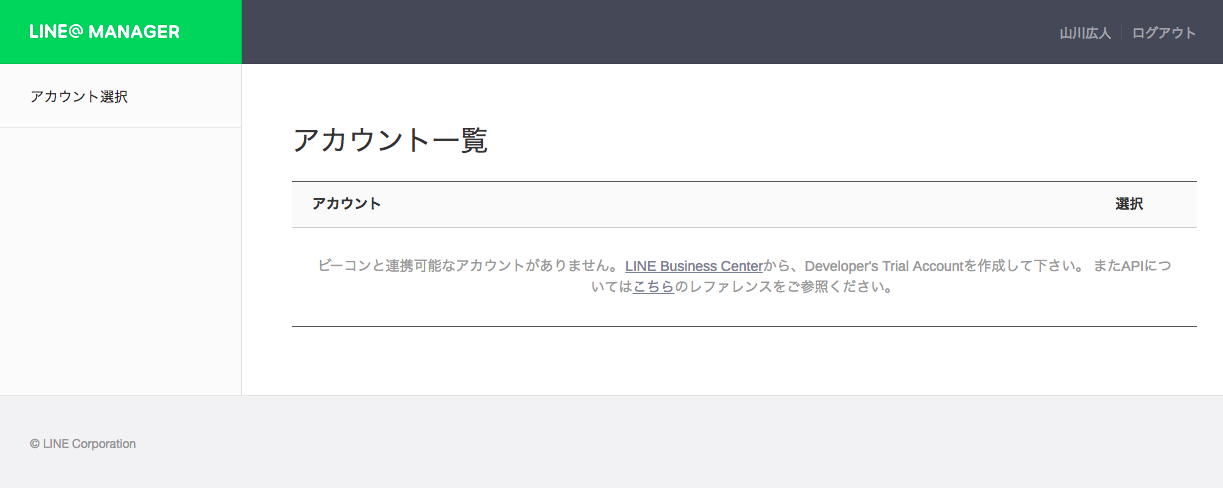 LINE@ MANAGER
山川広人 ログアウト
アカウント選択
アカウント一覧
アカウント 選択
ビーコンと連携可能なアカウントがありません。LINE Business Centerから、Developer's Trial Accountを作成して下さい。 またAPIにつ
いてはこちらのレファレンスをご参照ください。
© LINE Corporation